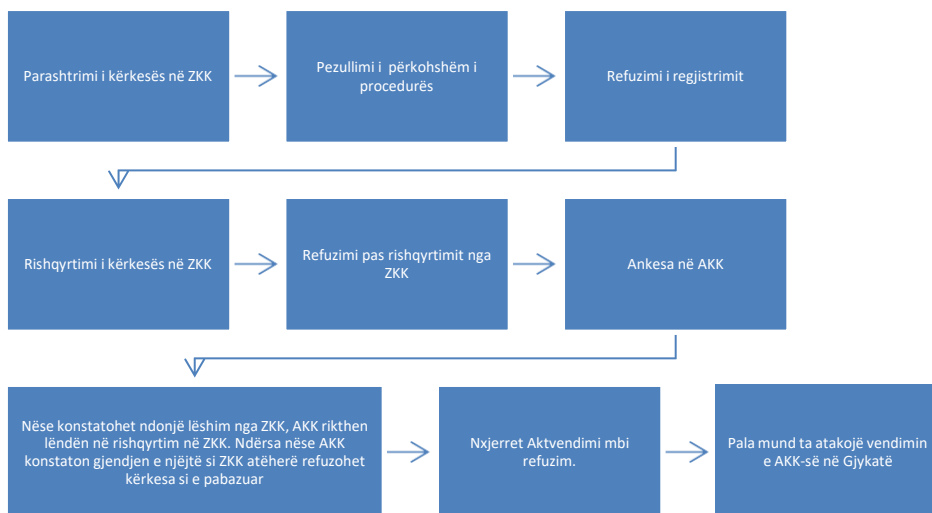 Parashtrimi i kërkesës në ZKK
Pezullimi i përkohshëm i
procedurës
Refuzimi i regjistrimit
Rishqyrtimi i kërkesës në ZKK
Refuzimi pas rishqyrtimit nga
ZKK
Ankesa në AKK
Nëse konstatohet ndonjë lëshim nga ZKK, AKK rikthen
lëndën në rishqyrtim në ZKK. Ndërsa nëse AKK
konstaton gjendjen e njëjtë si ZKK atëherë refuzohet
kërkesa si e pabazuar
Nxjerret Aktvendimi mbi
refuzim.
Pala mund ta atakojë vendimin
e AKK-së në Gjykatë